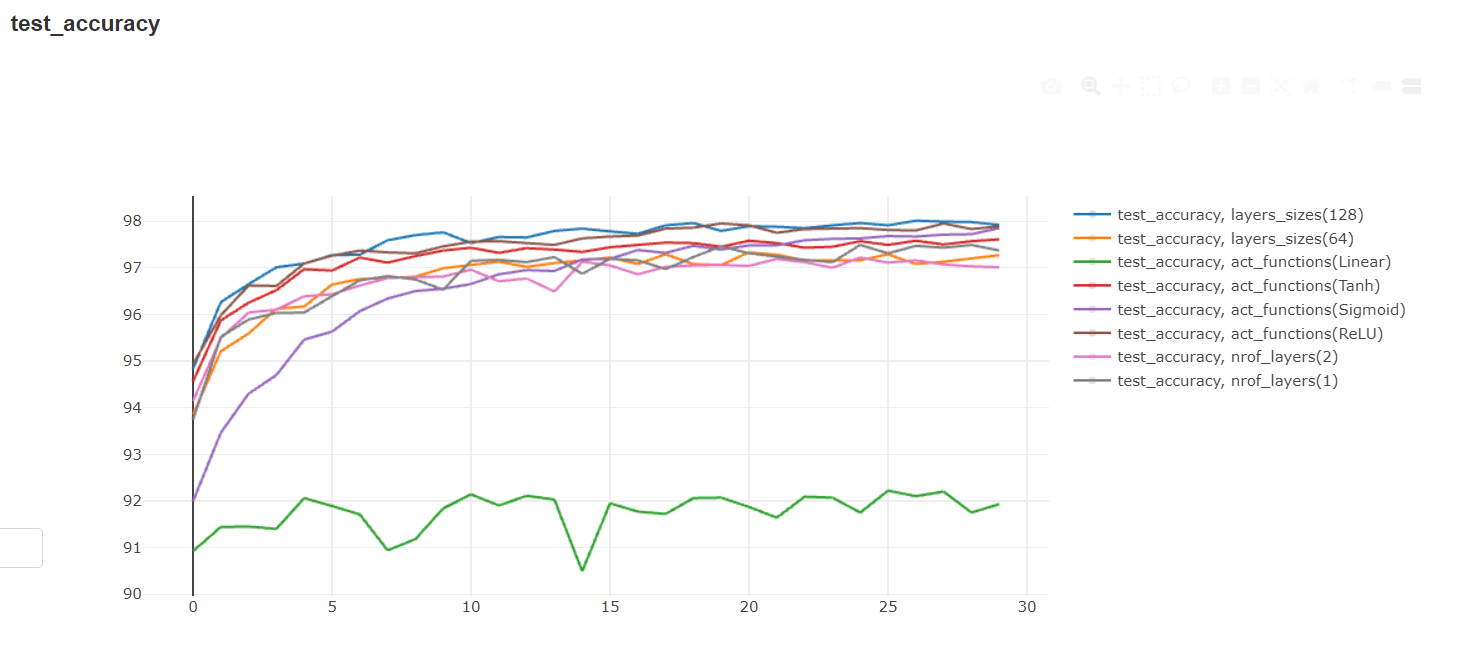 test_accuracy
98
97
96
95
94
93
92
91
90
0 5 10 15 20 25 30
test_accuracy, layers_sizes(128)
test_accuracy, layers_sizes(64)
test_accuracy, act_functions(Linear)
test_accuracy, act_functions(Tanh)
test_accuracy, act_functions(Sigmoid)
test_accuracy, act_functions(ReLU)
test_accuracy, nrof_layers(2)
test_accuracy, nrof_layers(1)